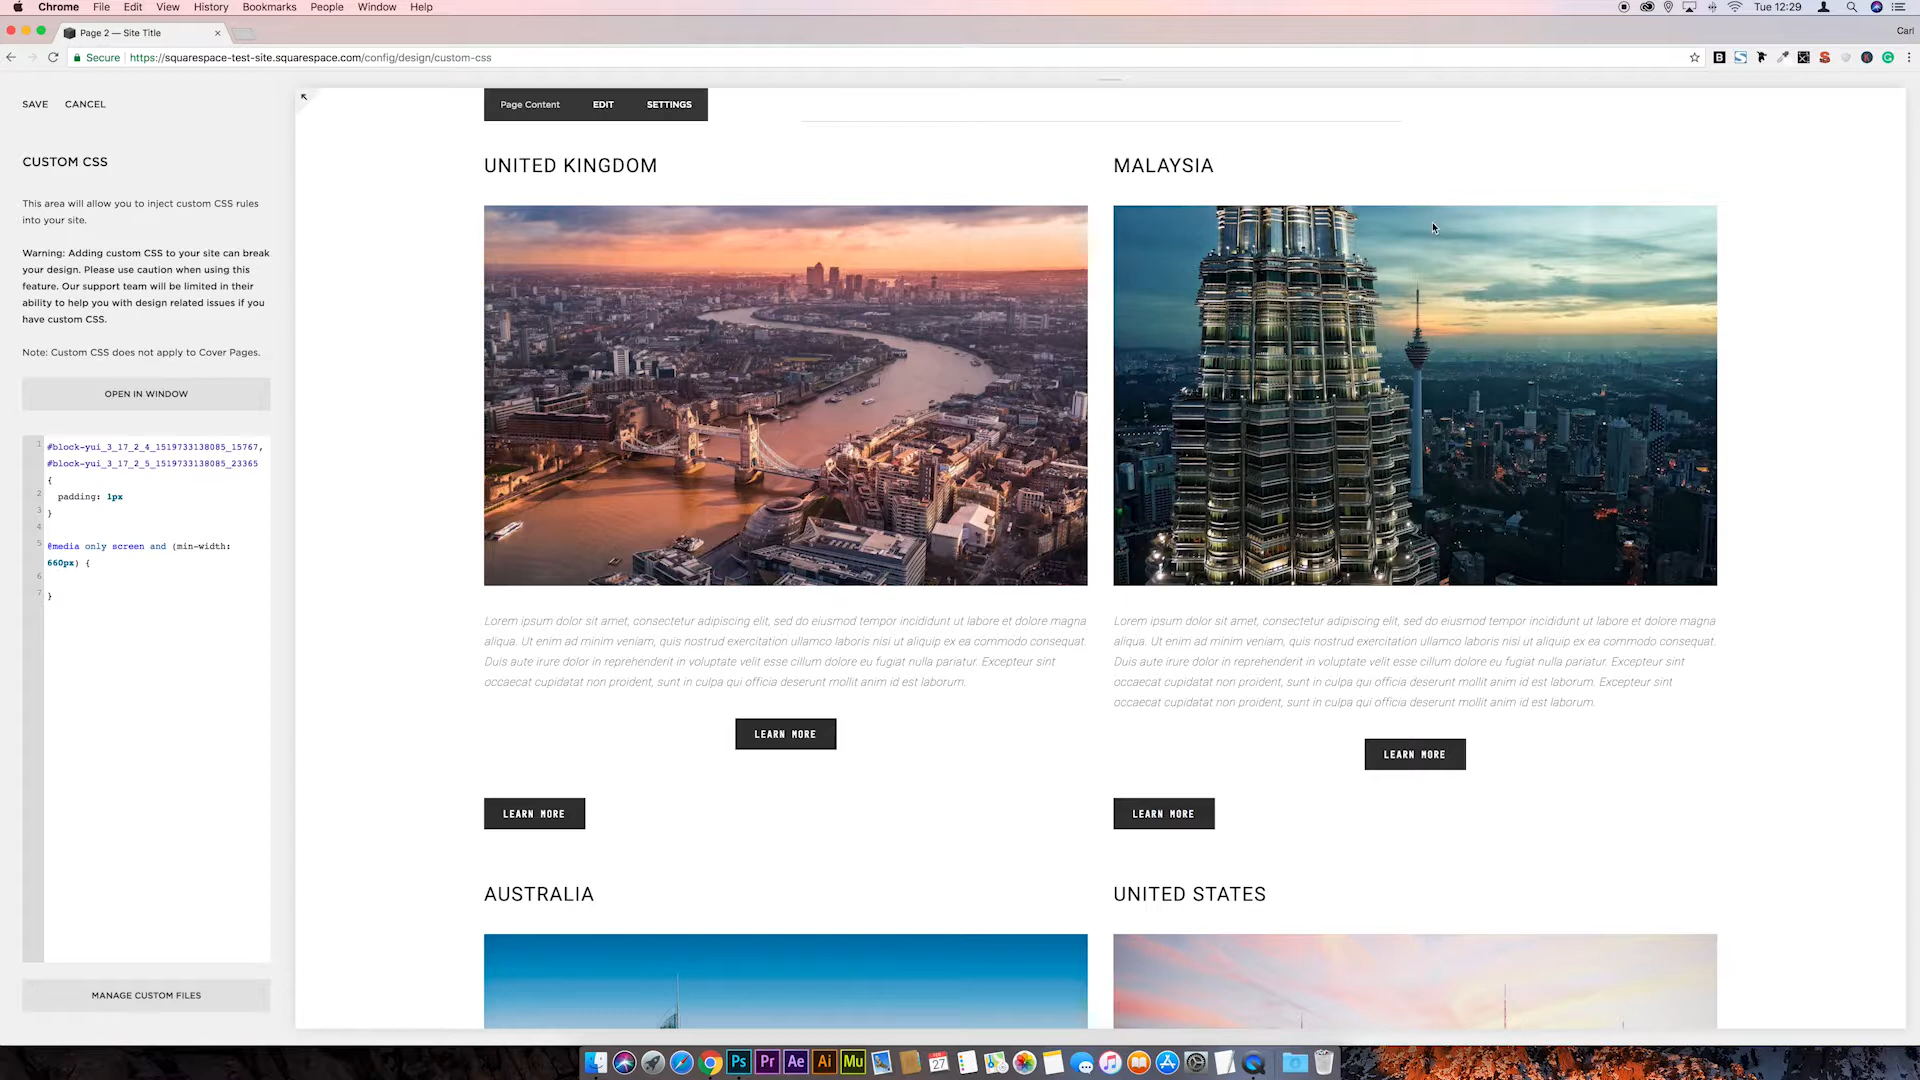 Chrome File Edit View History Bookmarks People Window Help
Tue 12:29
Page 2 — Site Title
Carl
Secure https://squarespace-test-site.squarespace.com/config/design/custom-css
SAVE CANCEL
Page Content EDIT SETTINGS
CUSTOM CSS
This area will allow you to inject custom CSS rules
into your site.
Warning: Adding custom CSS to your site can break
your design. Please use caution when using this
feature. Our support team will be limited in their
ability to help you with design related issues if you
have custom CSS.
Note: Custom CSS does not apply to Cover Pages.
OPEN IN WINDOW
1 #block-yui_3_17_2_4_1519733138085_15767,
#block-yui_3_17_2_5_1519733138085_23365
{
2 padding: 1px
3 }
4
5 @media only screen and (min-width:
660px) {
6
7 }
MANAGE CUSTOM FILES
UNITED KINGDOM
Lorem ipsum dolor sit amet, consectetur adipiscing elit, sed do eiusmod tempor incididunt ut labore et dolore magna
aliqua. Ut enim ad minim veniam, quis nostrud exercitation ullamco laboris nisi ut aliquip ex ea commodo consequat.
Duis aute irure dolor in reprehenderit in voluptate velit esse cillum dolore eu fugiat nulla pariatur. Excepteur sint
occaecat cupidatat non proident, sunt in culpa qui officia deserunt mollit anim id est laborum.
LEARN MORE
LEARN MORE
MALAYSIA
Lorem ipsum dolor sit amet, consectetur adipiscing elit, sed do eiusmod tempor incididunt ut labore et dolore magna
aliqua. Ut enim ad minim veniam, quis nostrud exercitation ullamco laboris nisi ut aliquip ex ea commodo consequat.
Duis aute irure dolor in reprehenderit in voluptate velit esse cillum dolore eu fugiat nulla pariatur. Excepteur sint
occaecat cupidatat non proident, sunt in culpa qui officia deserunt mollit anim id est laborum. Excepteur sint
occaecat cupidatat non proident, sunt in culpa qui officia deserunt mollit anim id est laborum.
LEARN MORE
LEARN MORE
AUSTRALIA
UNITED STATES
Ps Pr Ae Ai Mu
27